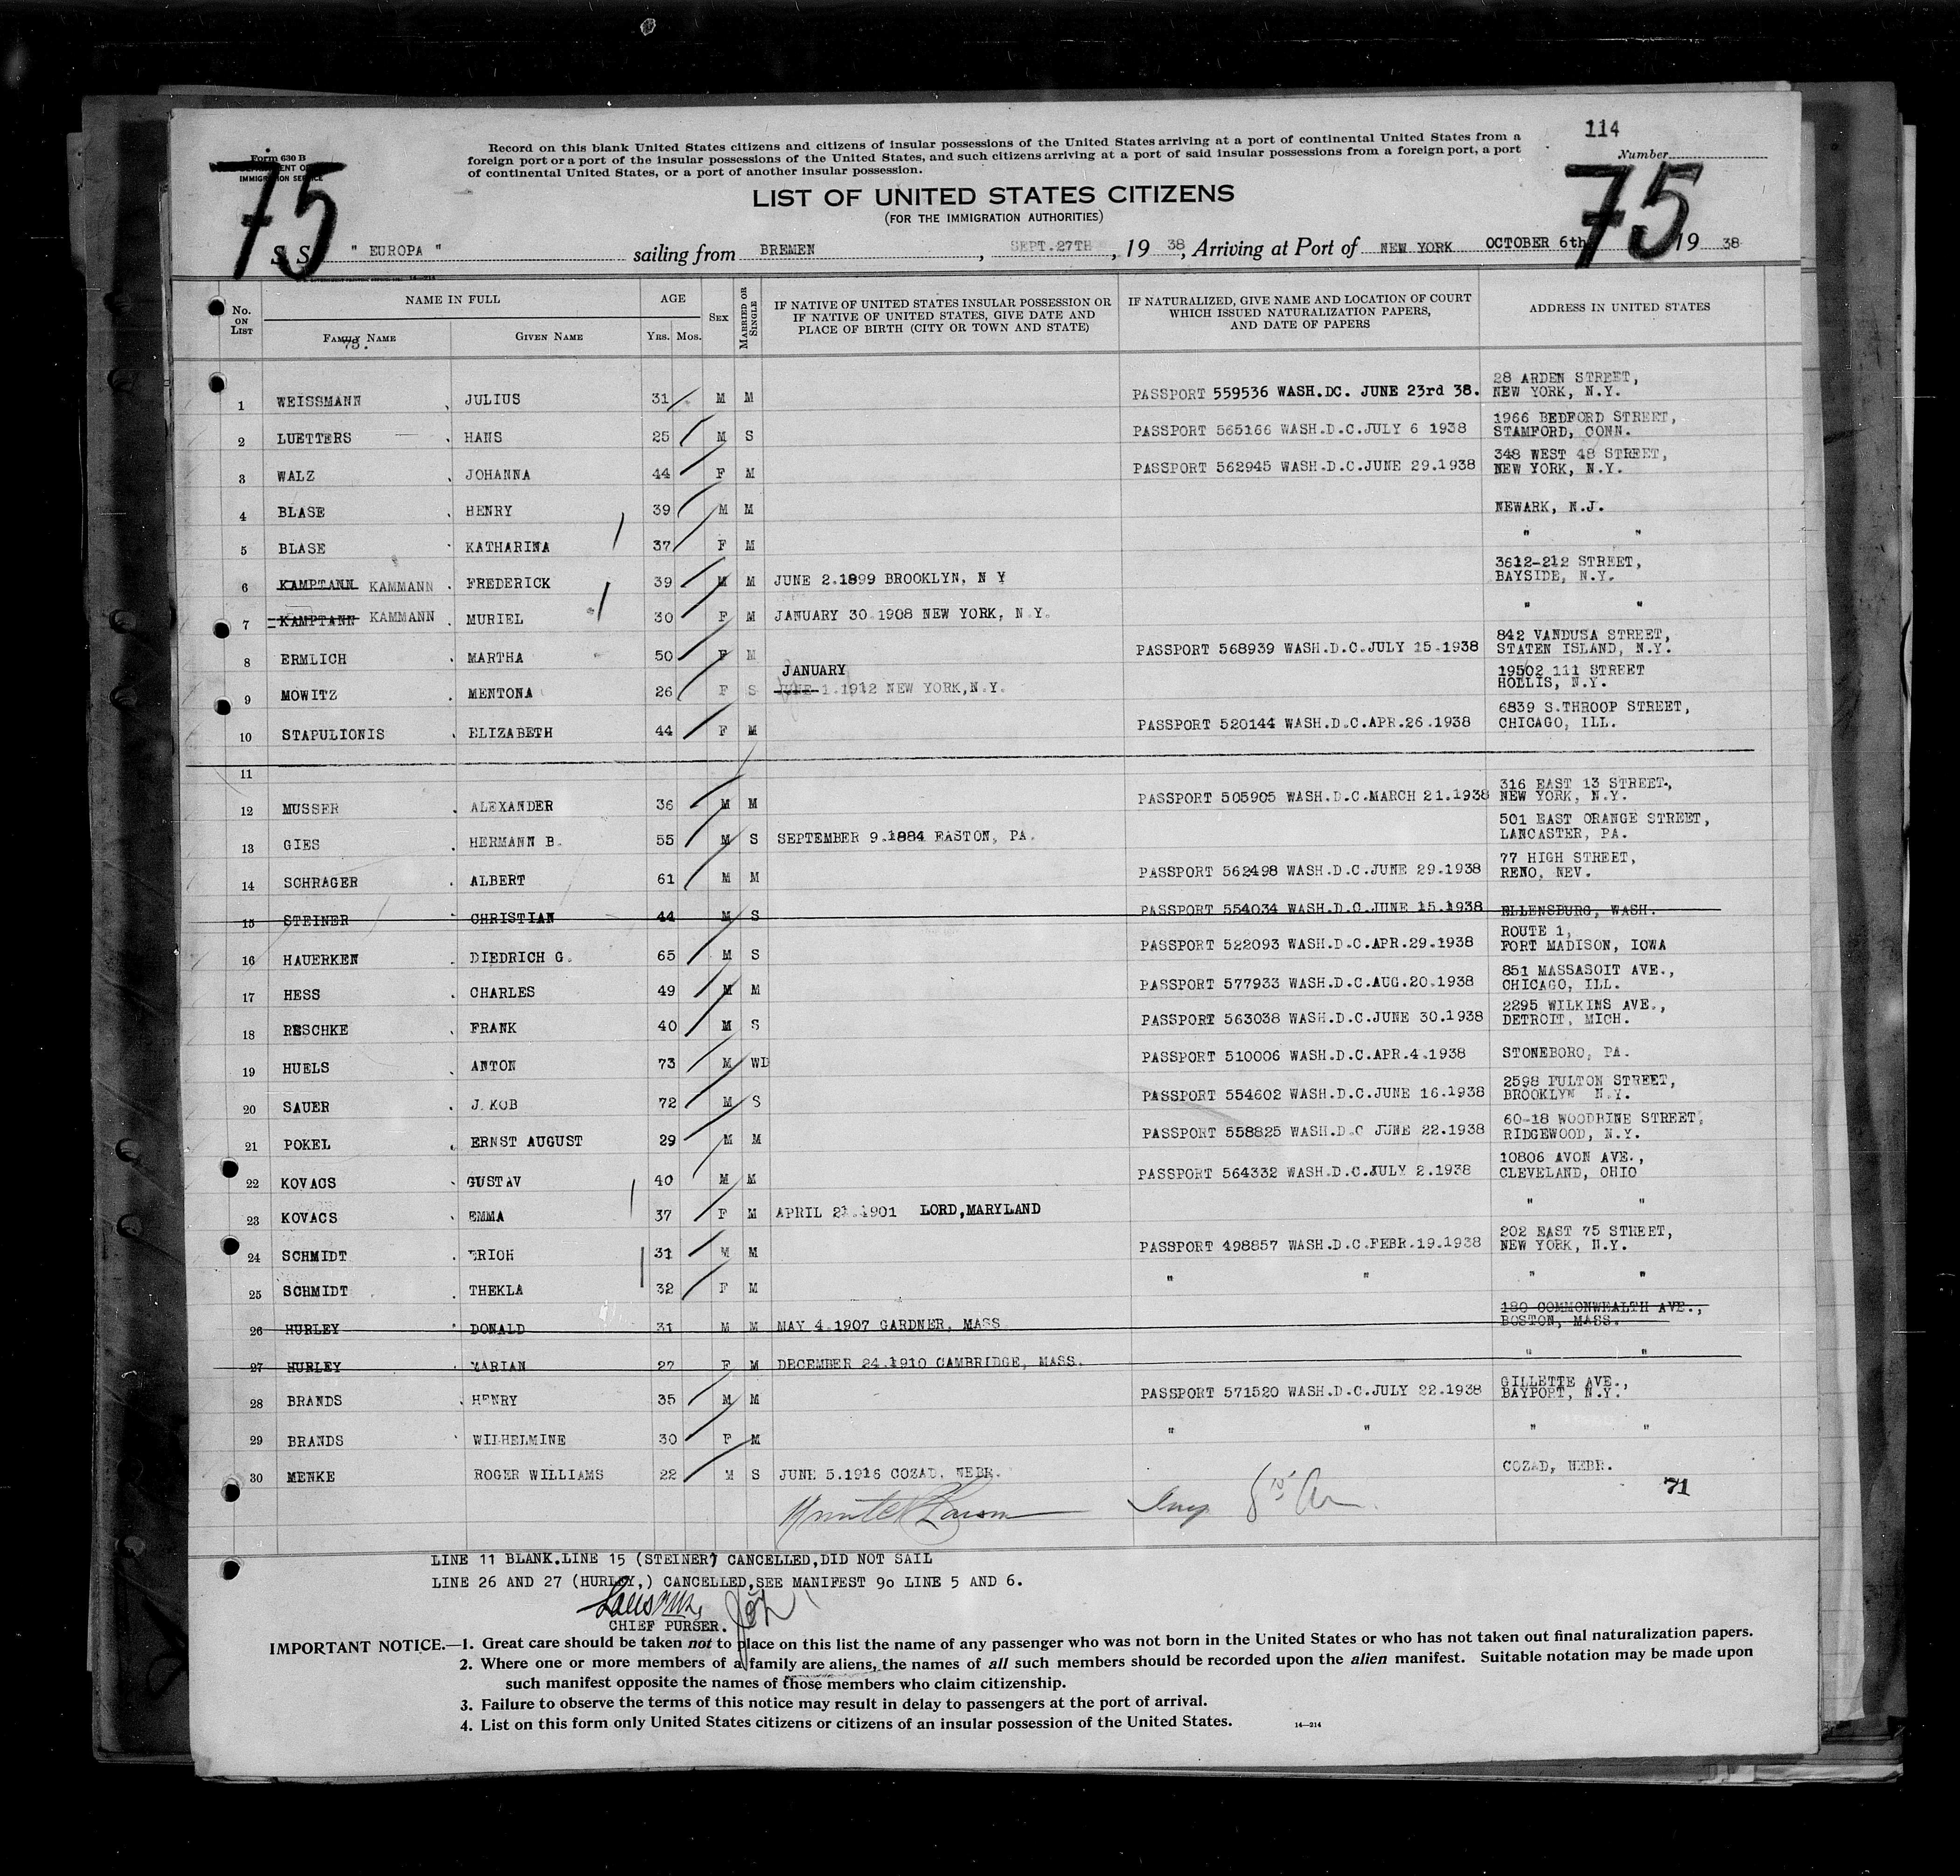 114
Record on this blank United States citizens and citizens of insular possessions of the United States arriving at a port of continental United States from a
foreign port or a port of the insular possessions of the United States, and such citizens arriving at a port of said insular possessions from a foreign port, a port
of continental United States, or a port of another insular possession.
Form 630 B
IMMIGRATION SERVICE
Number
75
75
LIST OF UNITED STATES CITIZENS
(FOR THE IMMIGRATION AUTHORITIES)
S. S. " EUROPA " sailing from BREMEN, SEPT.27TH, 19 38, Arriving at Port of NEW YORK OCTOBER 6th 19 38
No. ON LIST NAME IN FULL AGE SEX MARRIED OR SINGLE IF NATIVE OF UNITED STATES INSULAR POSSESSION OR IF NATIVE OF UNITED STATES, GIVE DATE AND PLACE OF BIRTH (CITY OR TOWN AND STATE) IF NATURALIZED, GIVE NAME AND LOCATION OF COURT WHICH ISSUED NATURALIZATION PAPERS, AND DATE OF PAPERS ADDRESS IN UNITED STATES
FAMILY NAME GIVEN NAME YRS. MOS.
75.
1 WEISSMANN, JULIUS 31 M M PASSPORT 559536 WASH.DC. JUNE 23rd 38. 28 ARDEN STREET, NEW YORK, N.Y.
2 LUETTERS HANS 25 M S PASSPORT 565166 WASH.D.C.JULY 6 1938 1966 BEDFORD STREET, STAMFORD, CONN.
3 WALZ JOHANNA 44 F M PASSPORT 562945 WASH.D.C.JUNE 29.1938 348 WEST 48 STREET, NEW YORK, N.Y.
4 BLASE HENRY 39 M M NEWARK, N.J.
5 BLASE KATHARINA 37 F M " "
6 KAMPTANN KAMMANN. FREDERICK 39 M M JUNE 2.1899 BROOKLYN, N Y 3612-212 STREET, BAYSIDE, N.Y.
7 KAMPTANN KAMMANN. MURIEL 30 F M JANUARY 30.1908 NEW YORK, N.Y. " "
8 ERMLICH. MARTHA 50 F M PASSPORT 568939 WASH.D.C.JULY 15.1938 842 VANDUSA STREET, STATEN ISLAND, N.Y.
9 MOWITZ. MENTONA 26 F S JANUARY JUNE 1.1912 NEW YORK,N.Y. 19502 111 STREET HOLLIS, N.Y.
10 STAPULIONIS. ELIZABETH 44 F M PASSPORT 520144 WASH.D.C.APR.26.1938 6839 S.THROOP STREET, CHICAGO, ILL.
11
12 MUSSER. ALEXANDER 36 M M PASSPORT 505905 WASH.D.C.MARCH 21.1938 316 EAST 13 STREET., NEW YORK, N.Y.
13 GIES. HERMANN B. 55 M S SEPTEMBER 9.1884 EASTON, PA. 501 EAST ORANGE STREET, LANCASTER, PA.
14 SCHRAGER. ALBERT 61 M M PASSPORT 562498 WASH.D.C.JUNE 29.1938 77 HIGH STREET, RENO, NEV.
15 STEINER CHRISTIAN 44 M S PASSPORT 554034 WASH.D.C.JUNE 15.1938 ELLENSBURG, WASH.
16 HAUERKEN. DIEDRICH G. 65 M S PASSPORT 522093 WASH.D.C.APR.29.1938 ROUTE 1, FORT MADISON, IOWA
17 HESS. CHARLES 49 M M PASSPORT 577933 WASH.D.C.AUG.20.1938 851 MASSASOIT AVE., CHICAGO, ILL.
18 RESCHKE. FRANK 40 M S PASSPORT 563038 WASH.D.C.JUNE 30.1938 2295 WILKINS AVE., DETROIT, MICH.
19 HUELS. ANTON 73 M WD PASSPORT 510006 WASH.D.C.APR.4.1938 STONEBORO, PA.
20 SAUER. J KOB 72 M S PASSPORT 554602 WASH.D.C.JUNE 16.1938 2598 FULTON STREET, BROOKLYN N.Y.
21 POKEL. ERNST AUGUST 29 M M PASSPORT 558825 WASH.D.C JUNE 22.1938 60-18 WOODBINE STREET, RIDGEWOOD, N.Y.
22 KOVACS. GUSTAV 40 M M PASSPORT 564332 WASH.D.C.JULY 2.1938 10806 AVON AVE., CLEVELAND, OHIO
23 KOVACS. EMMA 37 F M APRIL 21.1901 LORD,MARYLAND " "
24 SCHMIDT. ERICH 31 M M PASSPORT 498857 WASH.D.C.FEBR.19.1938 202 EAST 75 STREET, NEW YORK, N.Y.
25 SCHMIDT. THEKLA 32 F M " " " "
26 HURLEY DONALD 31 M M MAY 4.1907 GARDNER, MASS 180 COMMONWEALTH AVE., BOSTON, MASS.
27 HURLEY. MARIAN 27 F M DECEMBER 24.1910 CAMBRIDGE, MASS. " "
28 BRANDS. HENRY 35 M M PASSPORT 571520 WASH.D.C.JULY 22.1938 GILLETTE AVE., BAYPORT, N.Y.
29 BRANDS WILHELMINE 30 F M " " " "
30 MENKE ROGER WILLIAMS 22 M S JUNE 5.1916 COZAD, NEBR. COZAD, NEBR.
71
LINE 11 BLANK.LINE 15 (STEINER) CANCELLED,DID NOT SAIL
LINE 26 AND 27 (HURLEY,) CANCELLED,SEE MANIFEST 90 LINE 5 AND 6.
CHIEF PURSER.
IMPORTANT NOTICE.—1. Great care should be taken not to place on this list the name of any passenger who was not born in the United States or who has not taken out final naturalization papers.
2. Where one or more members of a family are aliens, the names of all such members should be recorded upon the alien manifest. Suitable notation may be made upon
such manifest opposite the names of those members who claim citizenship.
3. Failure to observe the terms of this notice may result in delay to passengers at the port of arrival.
4. List on this form only United States citizens or citizens of an insular possession of the United States. 14—214